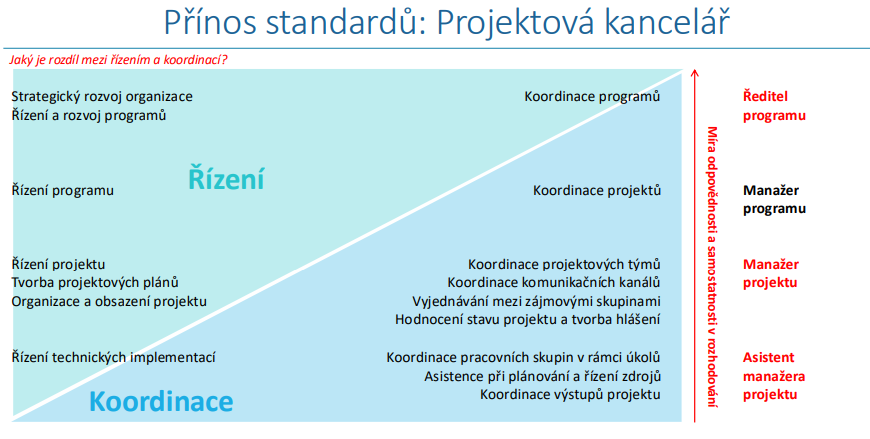 Přínos standardů: Projektová kancelář
Jaký je rozdíl mezi řízením a koordinací?
Strategický rozvoj organizace
Řízení a rozvoj programů
Koordinace programů
Ředitel
programu
Řízení
Řízení programu
Koordinace projektů
Manažer
programu
Řízení projektu
Tvorba projektových plánů
Organizace a obsazení projektu
Koordinace projektových týmů
Koordinace komunikačních kanálů
Vyjednávání mezi zájmovými skupinami
Hodnocení stavu projektu a tvorba hlášení
Manažer
projektu
Řízení technických implementací
Koordinace pracovních skupin v rámci úkolů
Asistence při plánování a řízení zdrojů
Koordinace výstupů projektu
Asistent
manažera
projektu
Koordinace
Míra odpovědnosti a samostatnosti v rozhodování